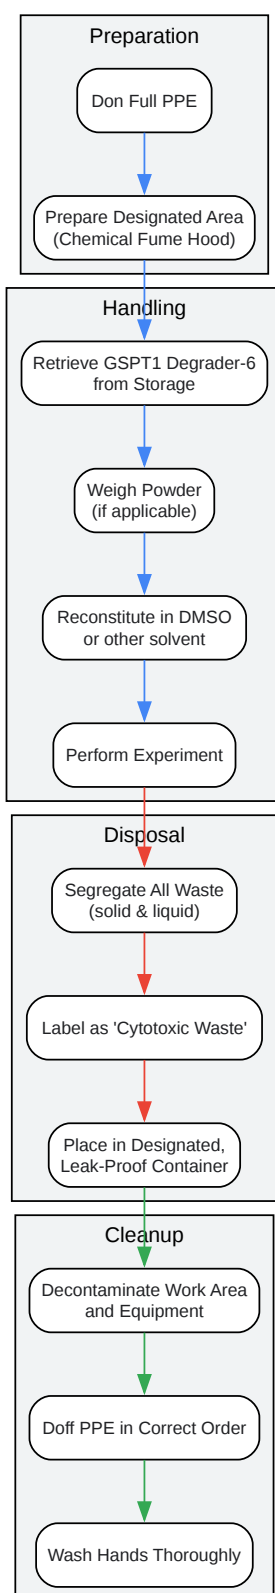 Preparation
Don Full PPE
Prepare Designated Area
(Chemical Fume Hood)
Handling
Retrieve GSPT1 Degrader-6
from Storage
Weigh Powder
(if applicable)
Reconstitute in DMSO
or other solvent
Perform Experiment
Disposal
Segregate All Waste
(solid & liquid)
Label as 'Cytotoxic Waste'
Place in Designated,
Leak-Proof Container
Cleanup
Decontaminate Work Area
and Equipment
Doff PPE in Correct Order
Wash Hands Thoroughly